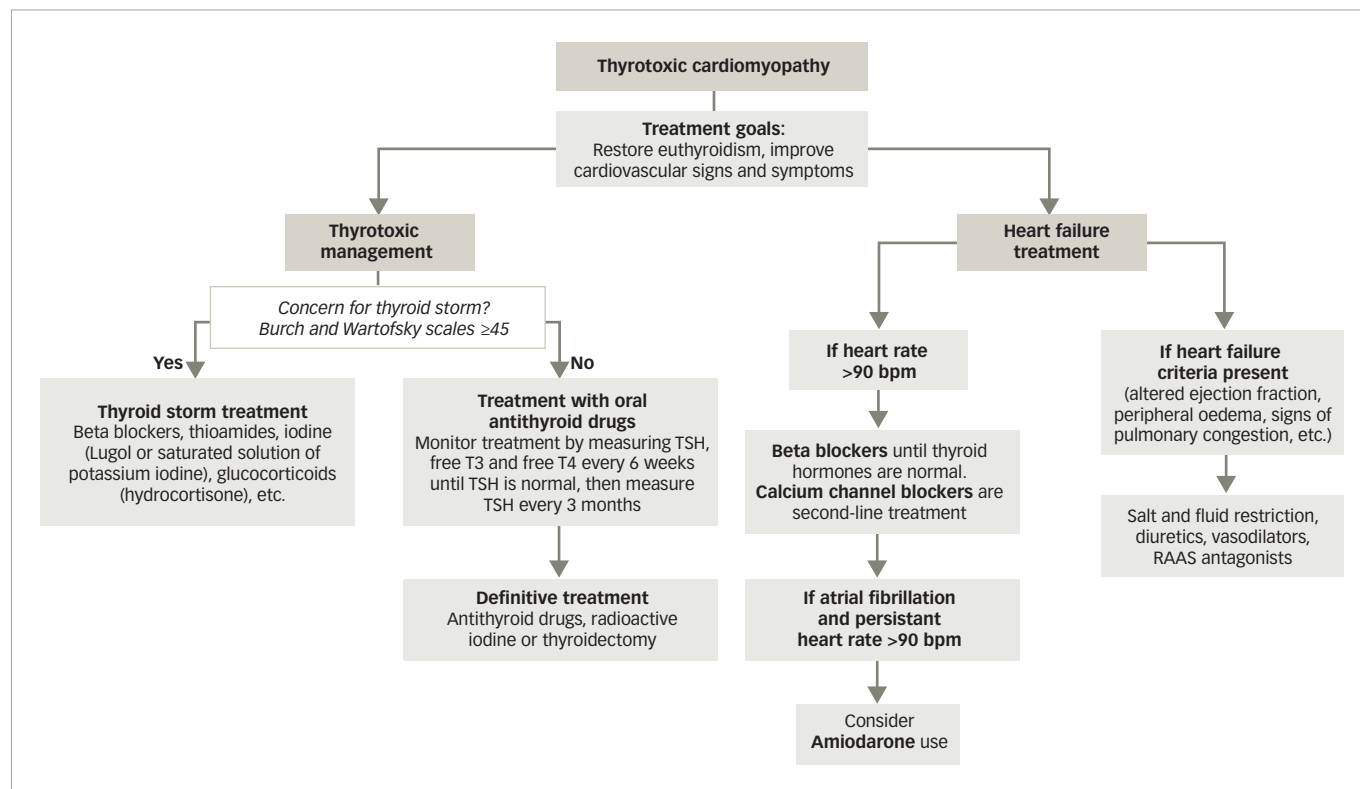 Thyrotoxic cardiomyopathy
Treatment goals:
Restore euthyroidism, improve
cardiovascular signs and symptoms
Thyrotoxic
management
Concern for thyroid storm?
Burch and Wartofsky scales ≥45
Yes
No
Thyroid storm treatment
Beta blockers, thioamides, iodine
(Lugol or saturated solution of
potassium iodine), glucocorticoids
(hydrocortisone), etc.
Treatment with oral
antithyroid drugs
Monitor treatment by measuring TSH,
free T3 and free T4 every 6 weeks
until TSH is normal, then measure
TSH every 3 months
Definitive treatment
Antithyroid drugs, radioactive
iodine or thyroidectomy
Heart failure
treatment
If heart rate
>90 bpm
Beta blockers until thyroid
hormones are normal.
Calcium channel blockers are
second-line treatment
If atrial fibrillation
and persistant
heart rate >90 bpm
Consider
Amiodarone use
If heart failure
criteria present
(altered ejection fraction,
peripheral oedema, signs of
pulmonary congestion, etc.)
Salt and fluid restriction,
diuretics, vasodilators,
RAAS antagonists